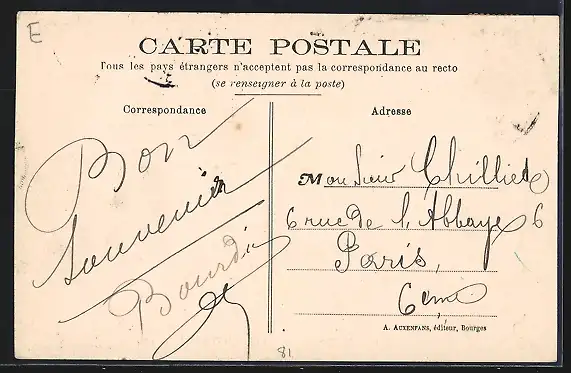 E
CARTE POSTALE
Tous les pays étrangers n'acceptent pas la correspondance au recto
(se renseigner à la poste)
Correspondance
Adresse
Bon
Souvenir
Bourdin
Monsieur Chilliet
6 rue de l'Abbaye 6
Paris,
6eme
A. AUXENFANS, éditeur, Bourges
81